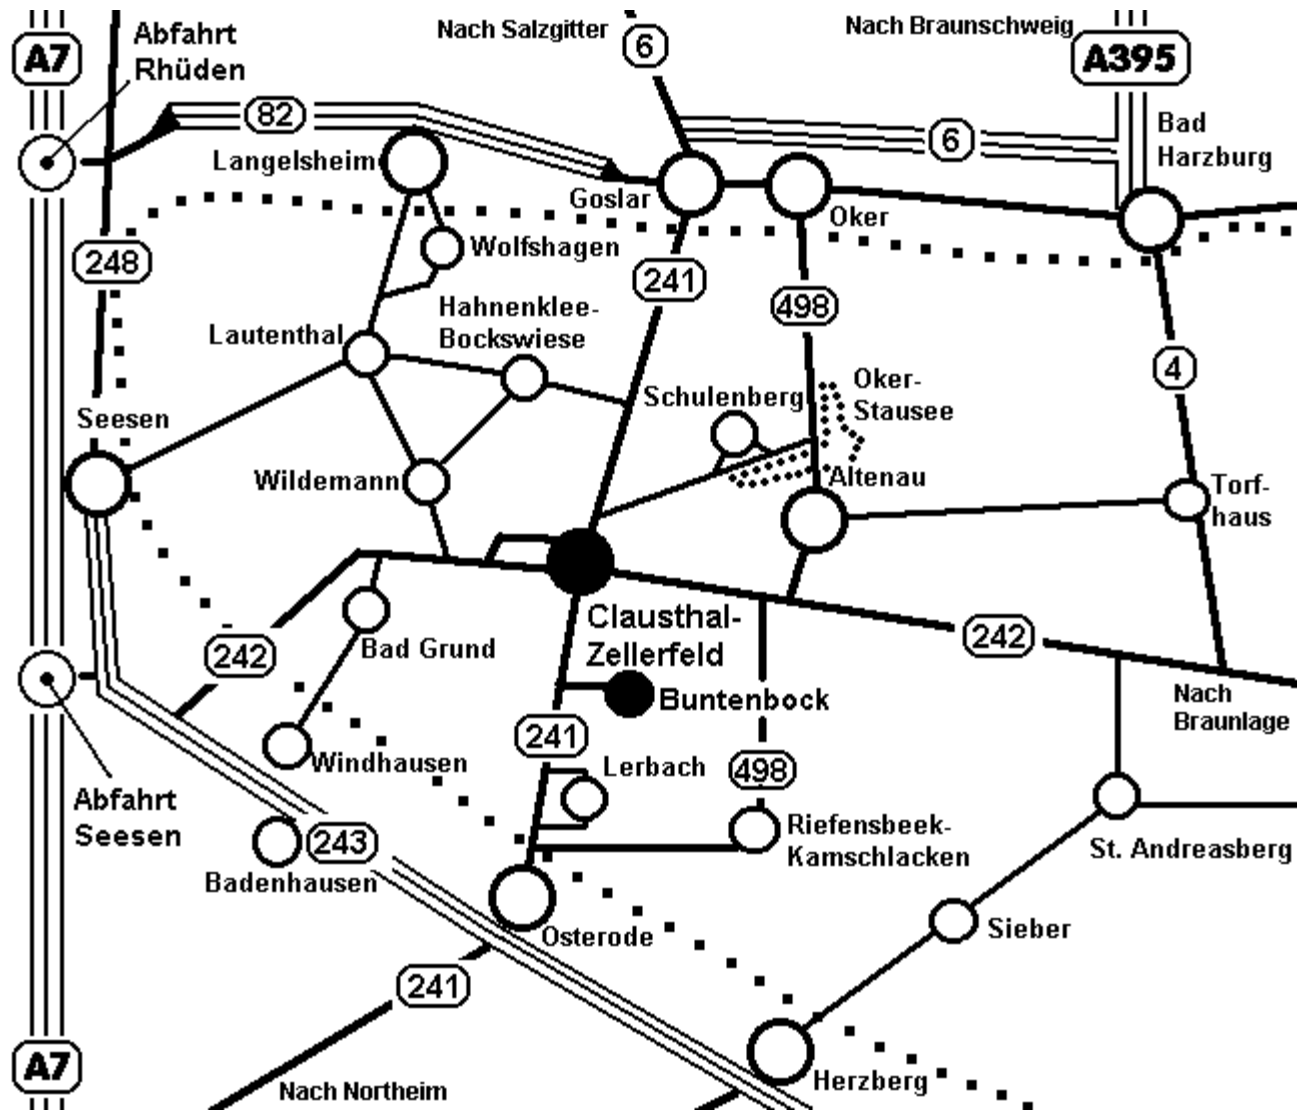 Nach Salzgitter
Nach Braunschweig
Abfahrt
Rhüden
A7
6
A395
82
6
Bad
Harzburg
Langelsheim
Goslar
Oker
Wolfshagen
248
241
498
Hahnenklee-
Bockswiese
Lautenthal
4
Oker-
Stausee
Schulenberg
Seesen
Wildemann
Altenau
Torf-
haus
Clausthal-
Zellerfeld
242
Bad Grund
242
Buntenbock
Nach
Braunlage
241
Windhausen
Lerbach
498
Abfahrt
Seesen
243
Badenhausen
Riefensbeek-
Kamschlacken
St. Andreasberg
Osterode
Sieber
241
A7
Nach Northeim
Herzberg